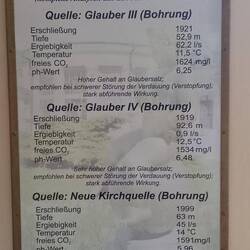 Quelle: Glauber III (Bohrung)
Erschließung 1921
Tiefe 52,9 m
Ergiebigkeit 62,2 l/s
Temperatur 11,5 °C
freies CO₂ 1624 mg/l
ph-Wert 6,25
Hoher Gehalt an Glaubersalz;
empfohlen bei schwerer Störung der Verdauung (Verstopfung);
stark abführende Wirkung.
Quelle: Glauber IV (Bohrung)
Erschließung 1919
Tiefe 92,6 m
Ergiebigkeit 0,9 l/s
Temperatur 12,5 °C
freies CO₂ 1534 mg/l
ph-Wert 6,48
Sehr hoher Gehalt an Glaubersalz;
empfohlen bei schwerer Störung der Verdauung (Verstopfung);
stark abführende Wirkung.
Quelle: Neue Kirchquelle (Bohrung)
Erschließung 1999
Tiefe 63 m
Ergiebigkeit 45 l/s
Temperatur 14 °C
freies CO₂ 1591mg/l
ph-Wert 5,96